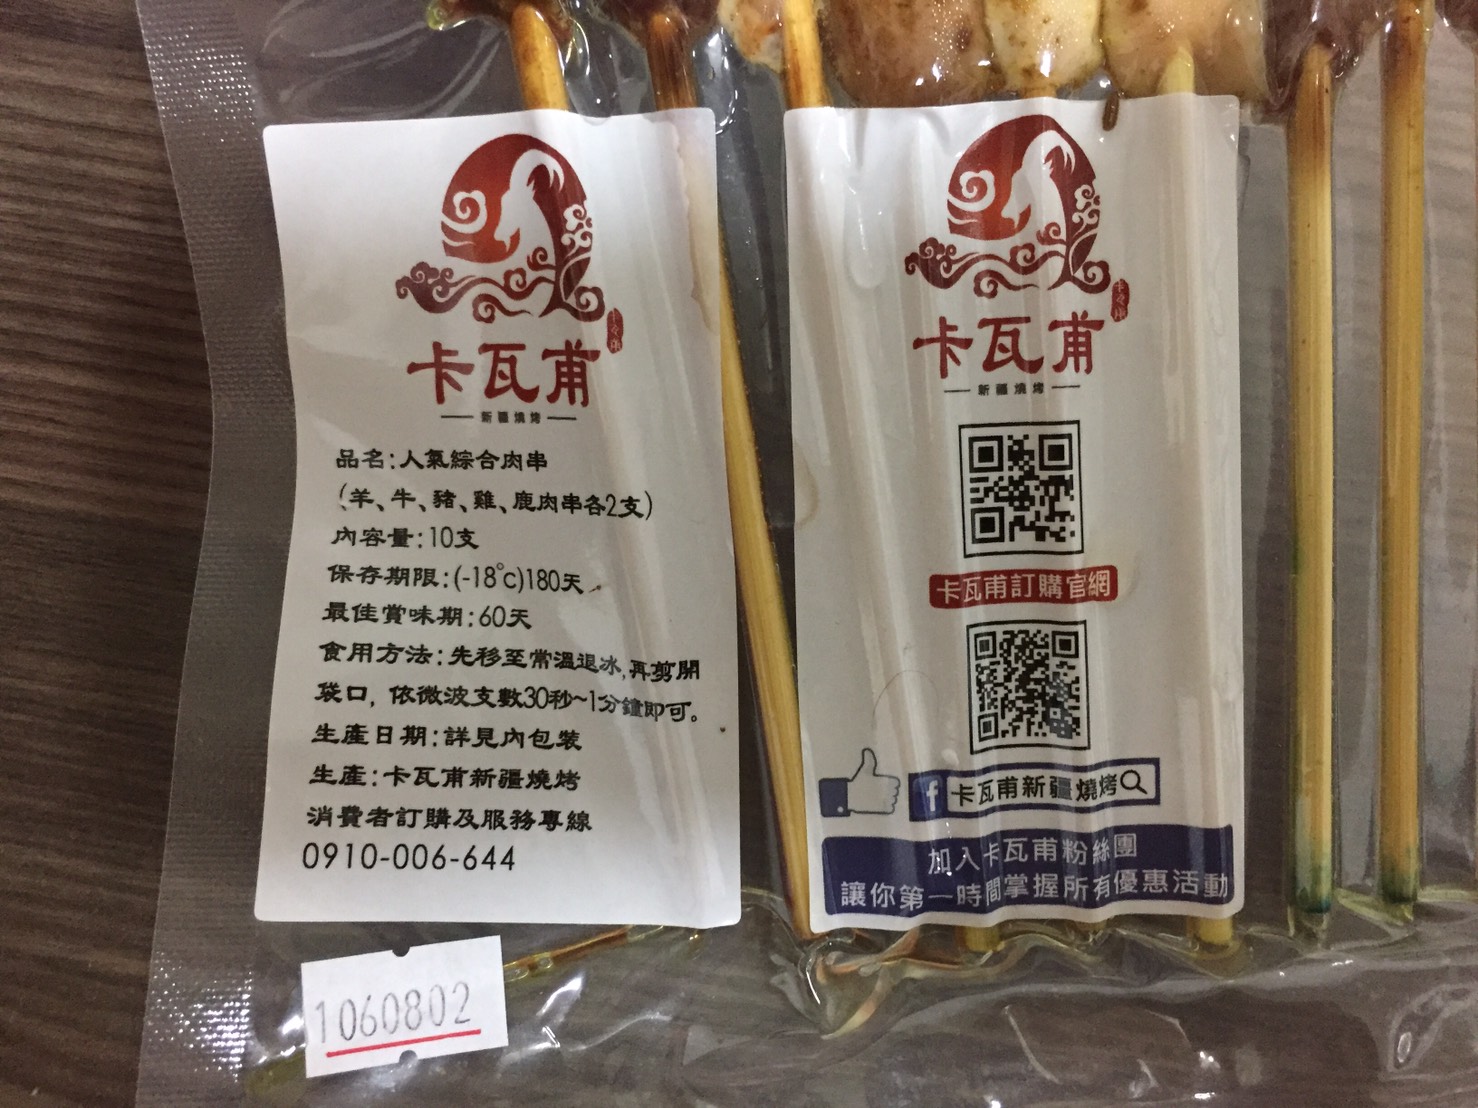 卡瓦甫
新疆燒烤
品名:人氣綜合肉串
(羊、牛、豬、雞、鹿肉串各2支)
內容量:10支
保存期限:(-18°c)180天
最佳賞味期:60天
食用方法:先移至常溫退冰,再剪開
袋口, 依微波支數30秒~1分鐘即可。
生產日期:詳見內包裝
生產:卡瓦甫新疆燒烤
消費者訂購及服務專線
0910-006-644
1060802
卡瓦甫
新疆燒烤
卡瓦甫訂購官網
f 卡瓦甫新疆燒烤
加入卡瓦甫粉絲團
讓你第一時間掌握所有優惠活動